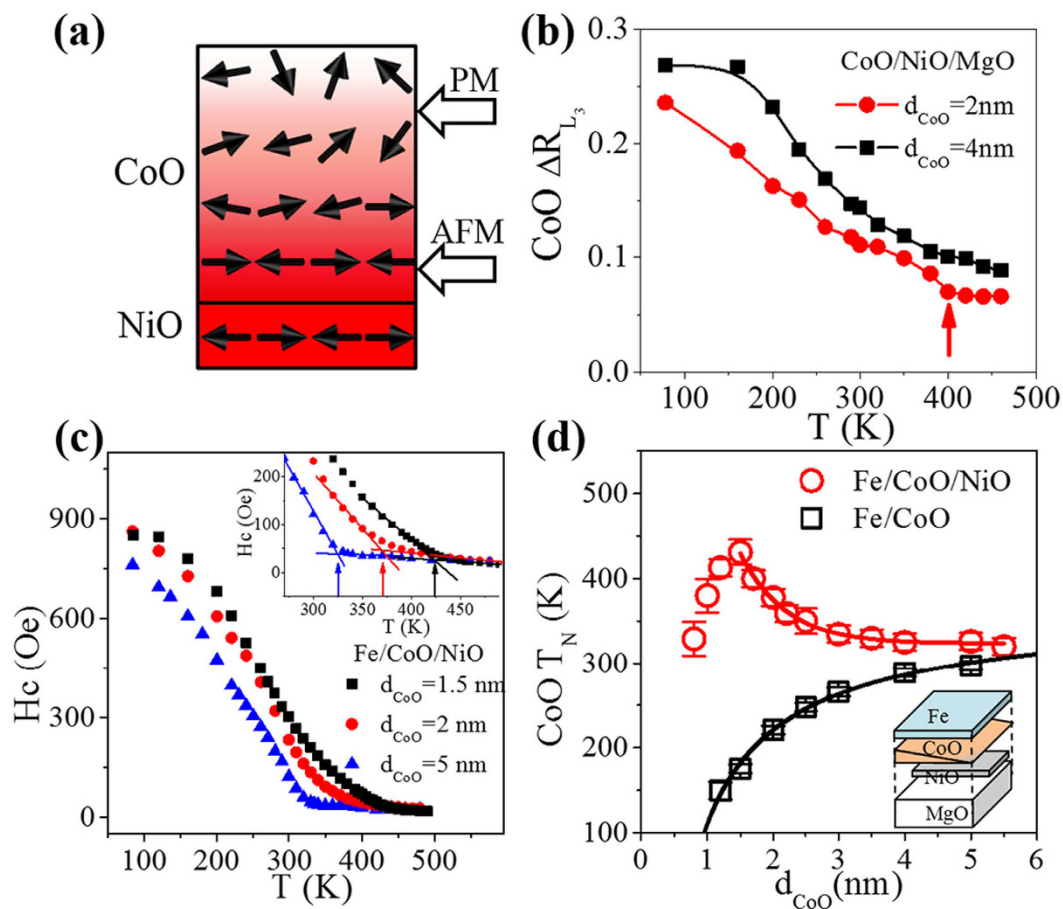 (a)
PM
CoO
AFM
NiO
(b)
0.3
0.2
0.1
0.0
CoO ΔR_L₃
CoO/NiO/MgO
d_CoO=2nm
d_CoO=4nm
100 200 300 400 500
T (K)
(c)
900
600
300
0
Hc (Oe)
200
100
0
Hc (Oe)
300 350 400 450
T (K)
Fe/CoO/NiO
d_CoO=1.5 nm
d_CoO=2 nm
d_CoO=5 nm
100 200 300 400 500
T (K)
(d)
500
400
300
200
100
CoO T_N (K)
Fe/CoO/NiO
Fe/CoO
Fe
CoO
NiO
MgO
0 1 2 3 4 5 6
d_CoO(nm)